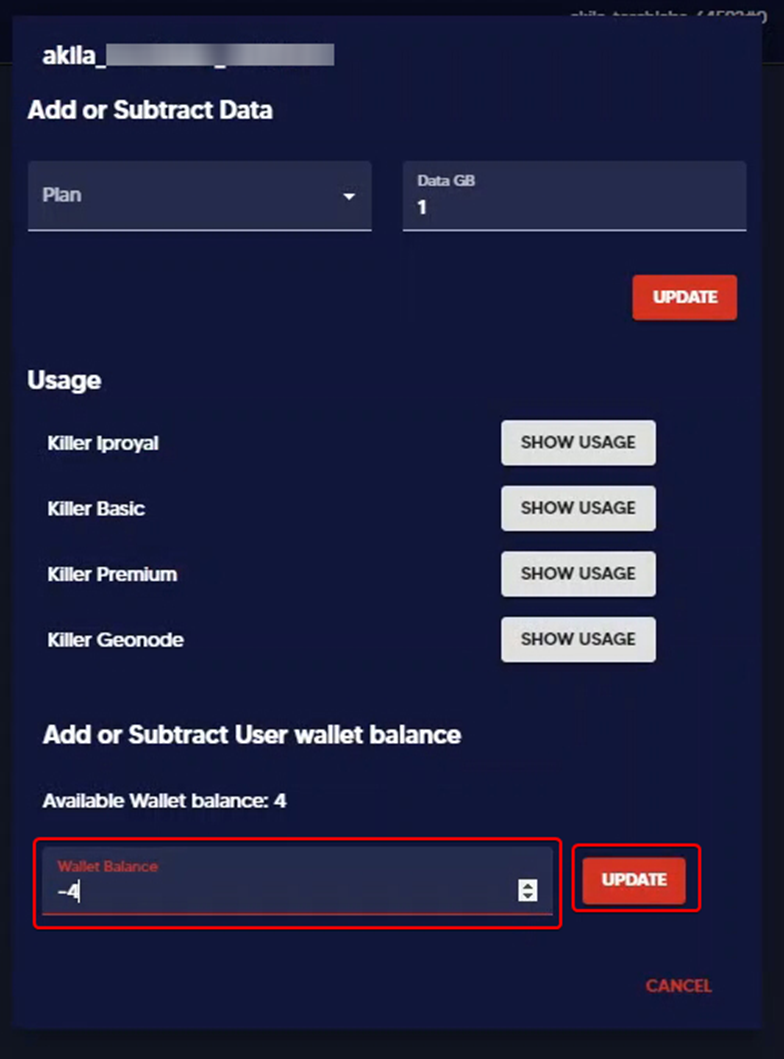 akila_
Add or Subtract Data
Plan
Data GB
1
UPDATE
Usage
Killer Iproyal
SHOW USAGE
Killer Basic
SHOW USAGE
Killer Premium
SHOW USAGE
Killer Geonode
SHOW USAGE
Add or Subtract User wallet balance
Available Wallet balance: 4
Wallet Balance
-4
UPDATE
CANCEL